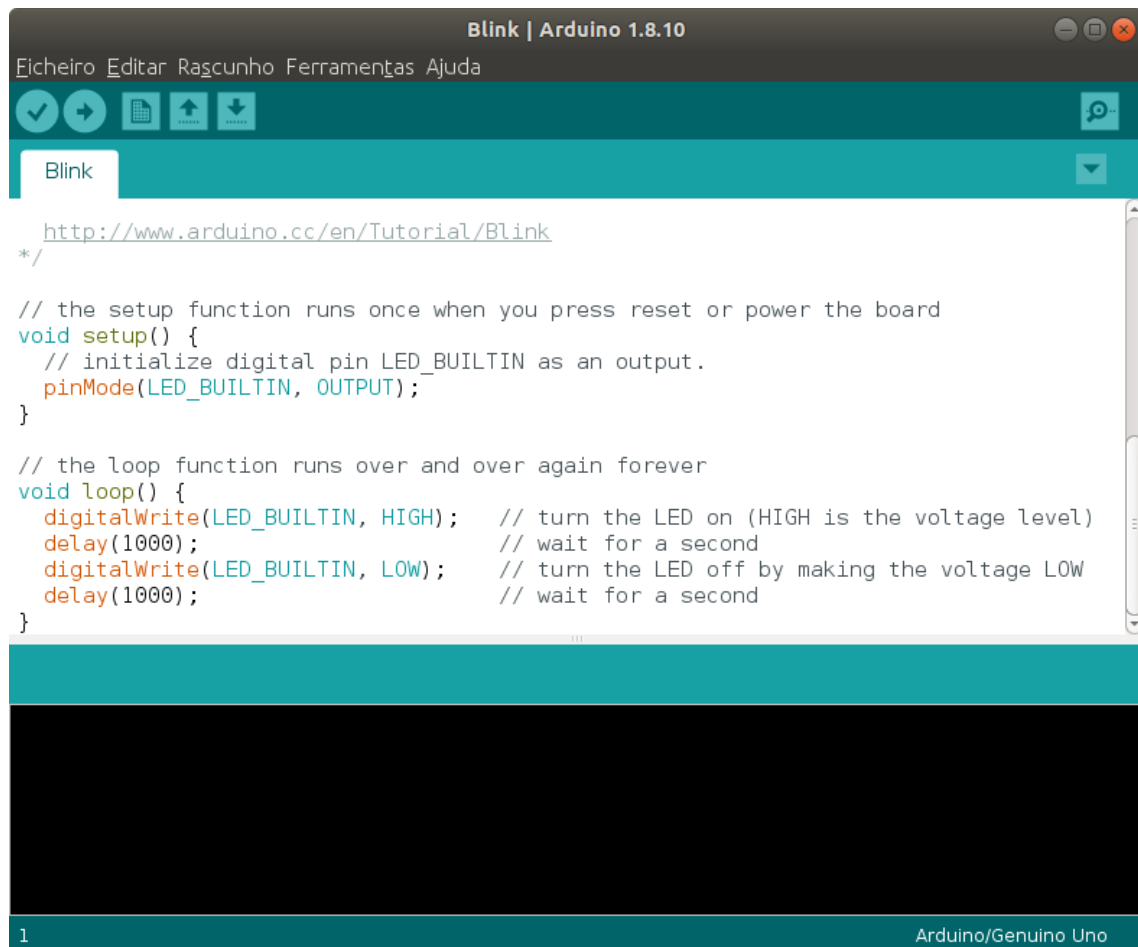 Blink | Arduino 1.8.10
Ficheiro Editar Rascunho Ferramentas Ajuda
Blink
http://www.arduino.cc/en/Tutorial/Blink
*/
// the setup function runs once when you press reset or power the board
void setup() {
  // initialize digital pin LED_BUILTIN as an output.
  pinMode(LED_BUILTIN, OUTPUT);
}
// the loop function runs over and over again forever
void loop() {
  digitalWrite(LED_BUILTIN, HIGH);   // turn the LED on (HIGH is the voltage level)
  delay(1000);                       // wait for a second
  digitalWrite(LED_BUILTIN, LOW);    // turn the LED off by making the voltage LOW
  delay(1000);                       // wait for a second
}
1 Arduino/Genuino Uno